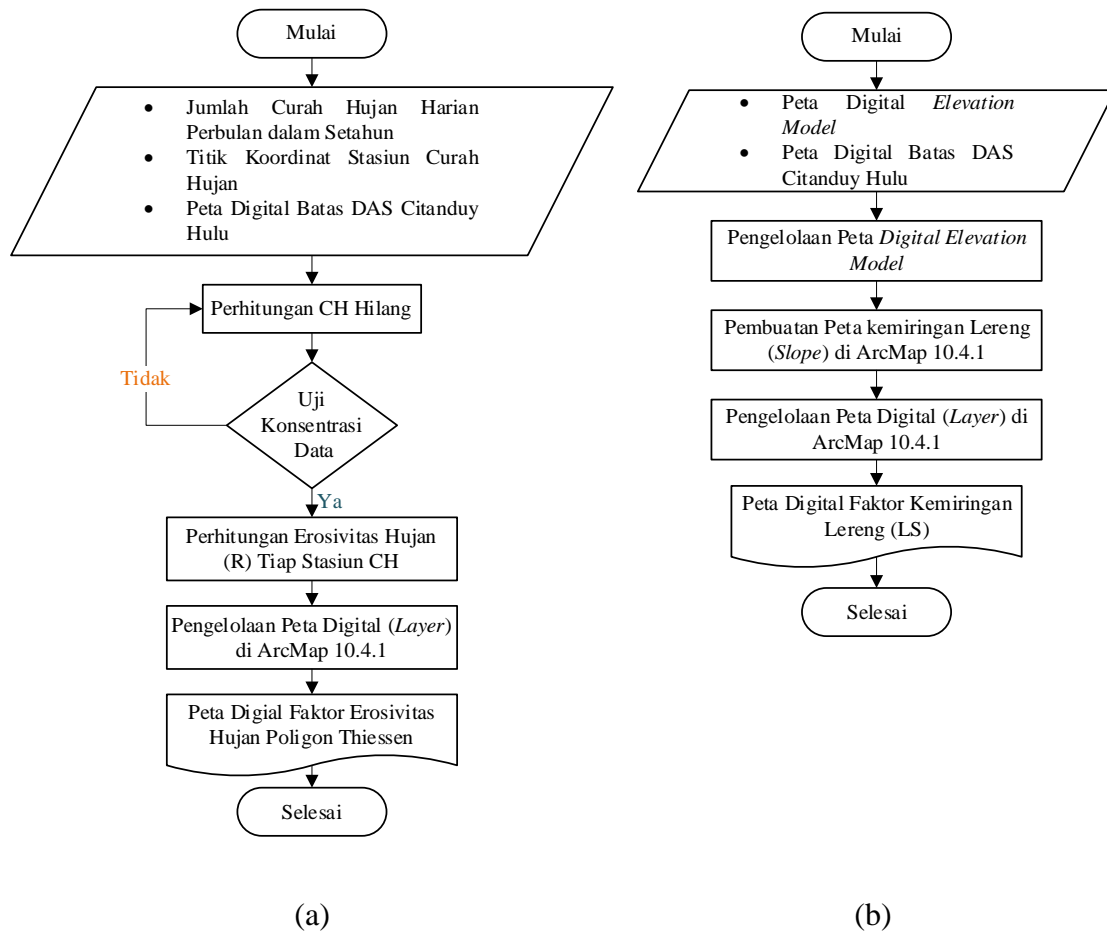 Mulai
• Jumlah Curah Hujan Harian
Perbulan dalam Setahun
• Titik Koordinat Stasiun Curah
Hujan
• Peta Digital Batas DAS Citanduy
Hulu
Perhitungan CH Hilang
Tidak
Uji
Konsentrasi
Data
Ya
Perhitungan Erosivitas Hujan
(R) Tiap Stasiun CH
Pengelolaan Peta Digital (Layer)
di ArcMap 10.4.1
Peta Digial Faktor Erosivitas
Hujan Poligon Thiessen
Selesai
(a)
Mulai
• Peta Digital Elevation
Model
• Peta Digital Batas DAS
Citanduy Hulu
Pengelolaan Peta Digital Elevation
Model
Pembuatan Peta kemiringan Lereng
(Slope) di ArcMap 10.4.1
Pengelolaan Peta Digital (Layer) di
ArcMap 10.4.1
Peta Digital Faktor Kemiringan
Lereng (LS)
Selesai
(b)